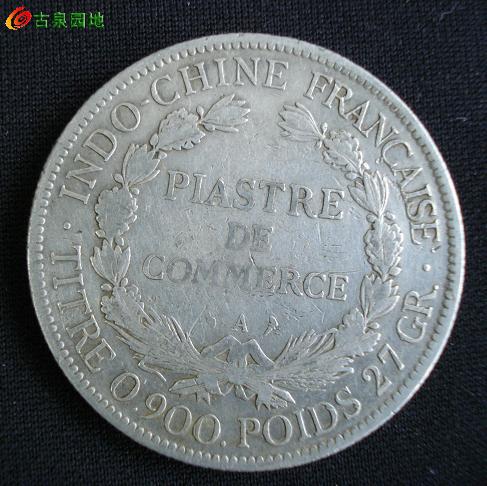 古泉园地
INDO-CHINE FRANÇAISE
PIASTRE
DE
COMMERCE
A
TITRE 0.900. POIDS 27 GR.